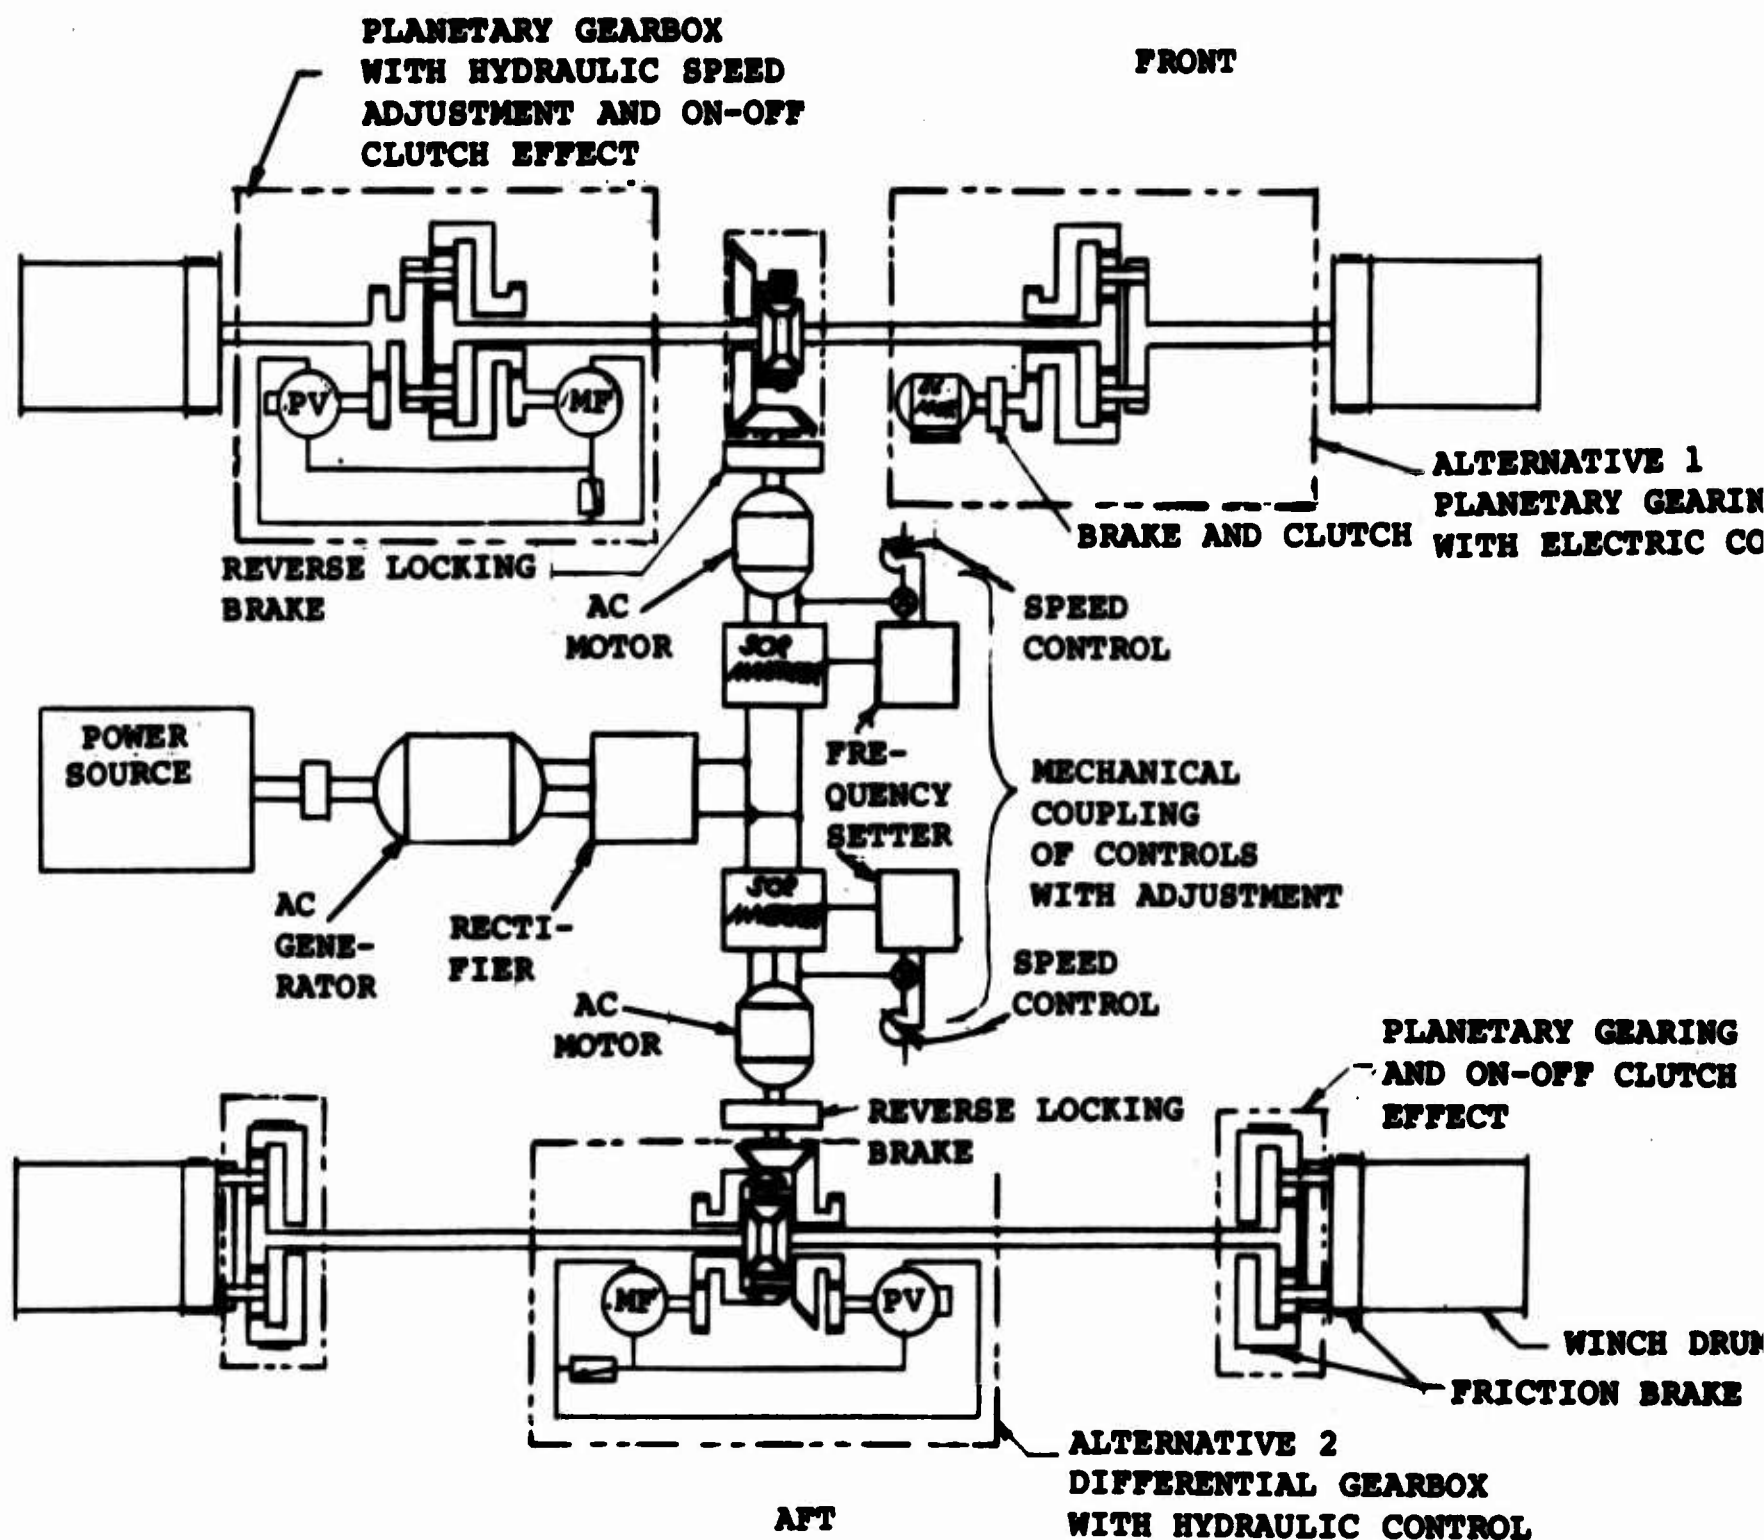 PLANETARY GEARBOX
WITH HYDRAULIC SPEED
ADJUSTMENT AND ON-OFF
CLUTCH EFFECT
FRONT
PV
MF
ALTERNATIVE 1
PLANETARY GEARIN
WITH ELECTRIC CO
BRAKE AND CLUTCH
REVERSE LOCKING
BRAKE
AC
MOTOR
SPEED
CONTROL
POWER
SOURCE
FRE-
QUENCY
SETTER
MECHANICAL
COUPLING
OF CONTROLS
WITH ADJUSTMENT
AC
GENE-
RATOR
RECTI-
FIER
SPEED
CONTROL
AC
MOTOR
PLANETARY GEARING
AND ON-OFF CLUTCH
EFFECT
REVERSE LOCKING
BRAKE
MF
PV
WINCH DRUM
FRICTION BRAKE
ALTERNATIVE 2
DIFFERENTIAL GEARBOX
WITH HYDRAULIC CONTROL
AFT